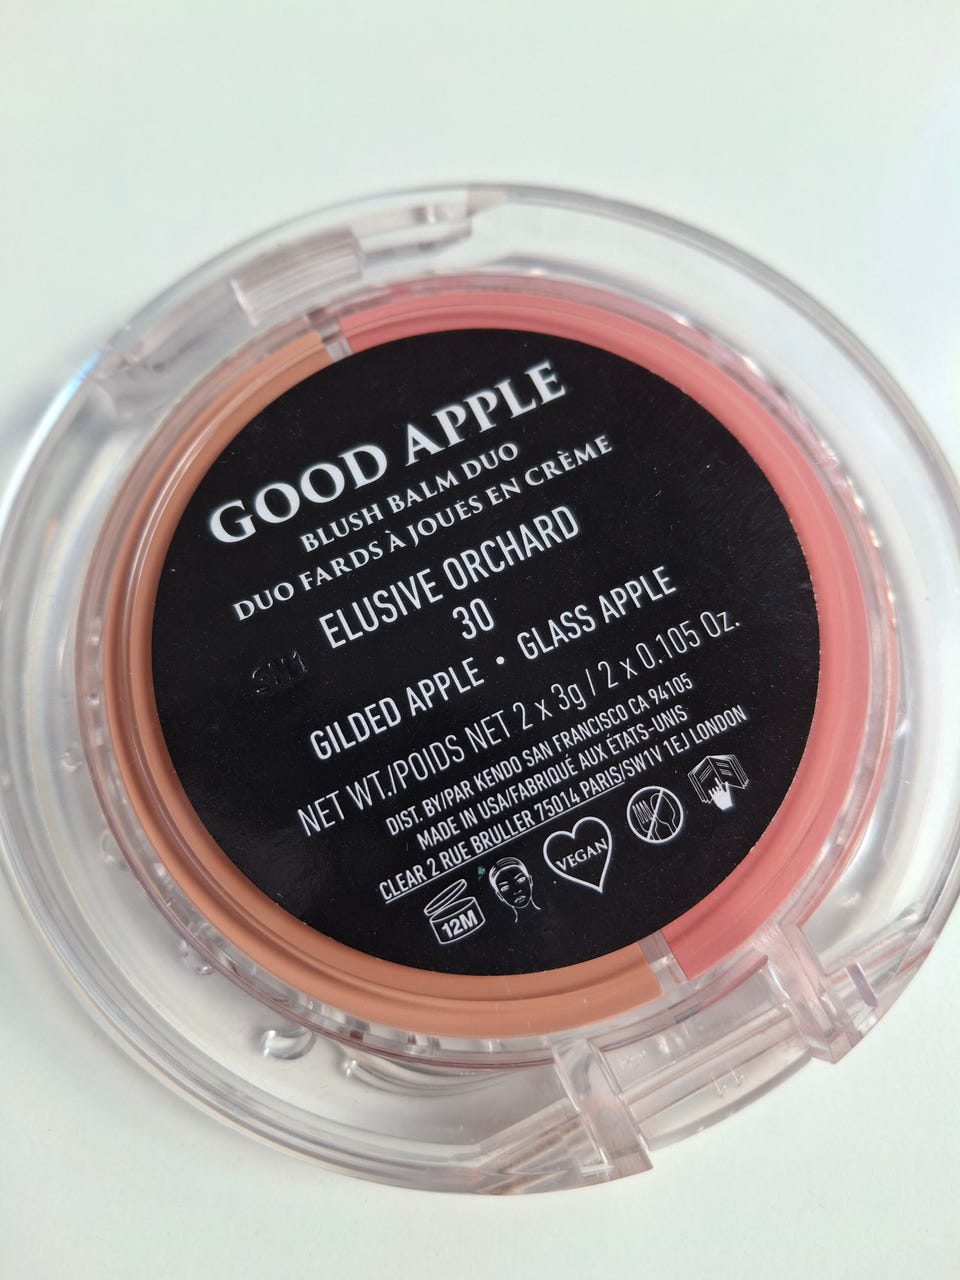 GOOD APPLE
BLUSH BALM DUO
DUO FARDS À JOUES EN CRÈME
ELUSIVE ORCHARD
30
GILDED APPLE • GLASS APPLE
NET WT./POIDS NET 2 x 3g / 2 x 0.105 Oz.
DIST. BY/PAR KENDO SAN FRANCISCO CA 94105
MADE IN USA/FABRIQUÉ AUX ÉTATS-UNIS
CLEAR 2 RUE BRULLER 75014 PARIS/SW1V 1EJ LONDON
12M
VEGAN